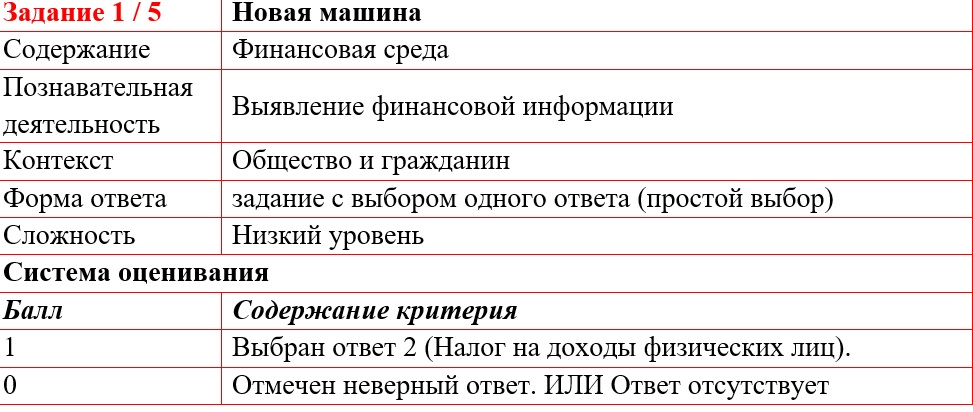 Задание 1 / 5 Новая машина
Содержание Финансовая среда
Познавательная
деятельность Выявление финансовой информации
Контекст Общество и гражданин
Форма ответа задание с выбором одного ответа (простой выбор)
Сложность Низкий уровень
Система оценивания
Балл Содержание критерия
1 Выбран ответ 2 (Налог на доходы физических лиц).
0 Отмечен неверный ответ. ИЛИ Ответ отсутствует